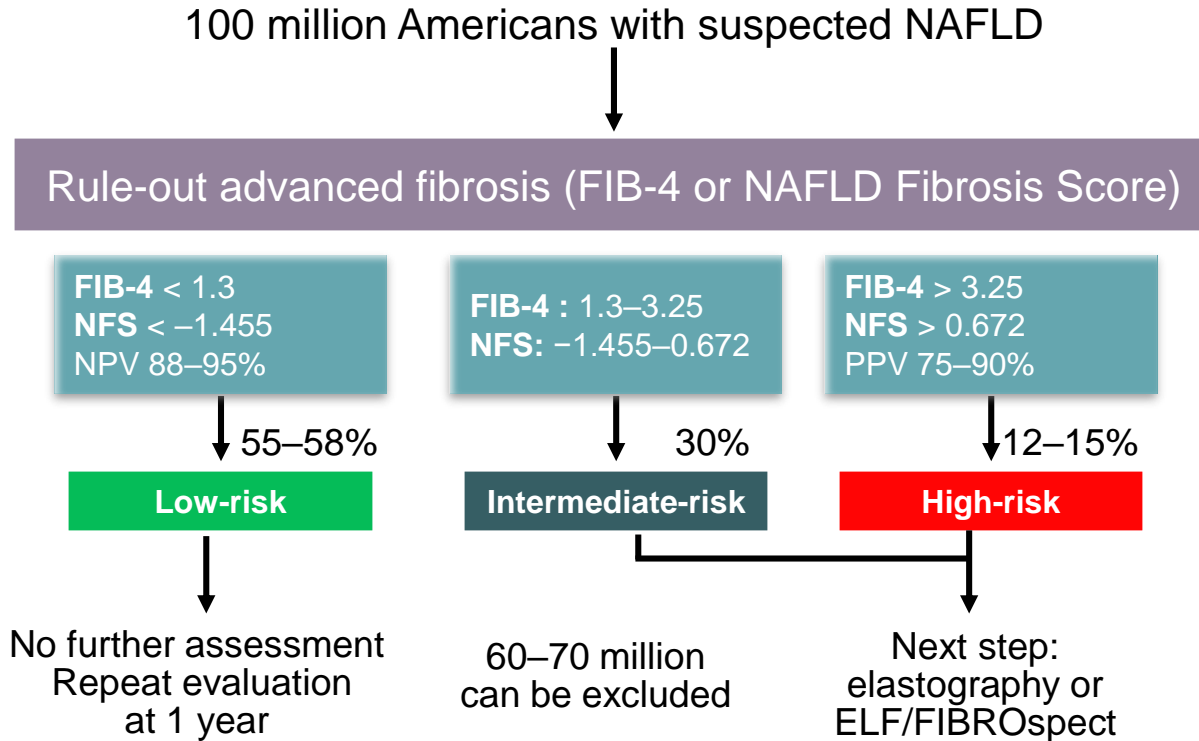 100 million Americans with suspected NAFLD
Rule-out advanced fibrosis (FIB-4 or NAFLD Fibrosis Score)
FIB-4 < 1.3
NFS < –1.455
NPV 88–95%
FIB-4 : 1.3–3.25
NFS: −1.455–0.672
FIB-4 > 3.25
NFS > 0.672
PPV 75–90%
55–58%
30%
12–15%
Low-risk
Intermediate-risk
High-risk
No further assessment
Repeat evaluation
at 1 year
60–70 million
can be excluded
Next step:
elastography or
ELF/FIBROspect